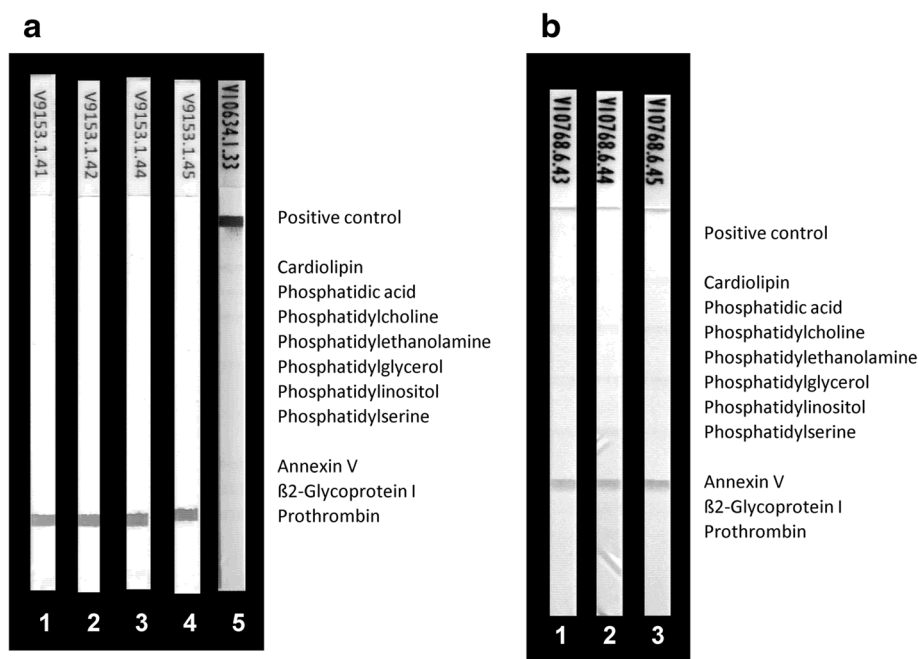 a
V9153.1.41
V9153.1.42
V9153.1.44
V9153.1.45
V10634.1.33
Positive control
Cardiolipin
Phosphatidic acid
Phosphatidylcholine
Phosphatidylethanolamine
Phosphatidylglycerol
Phosphatidylinositol
Phosphatidylserine
Annexin V
ß2-Glycoprotein I
Prothrombin
1 2 3 4 5
b
V10768.6.43
V10768.6.44
V10768.6.45
Positive control
Cardiolipin
Phosphatidic acid
Phosphatidylcholine
Phosphatidylethanolamine
Phosphatidylglycerol
Phosphatidylinositol
Phosphatidylserine
Annexin V
ß2-Glycoprotein I
Prothrombin
1 2 3